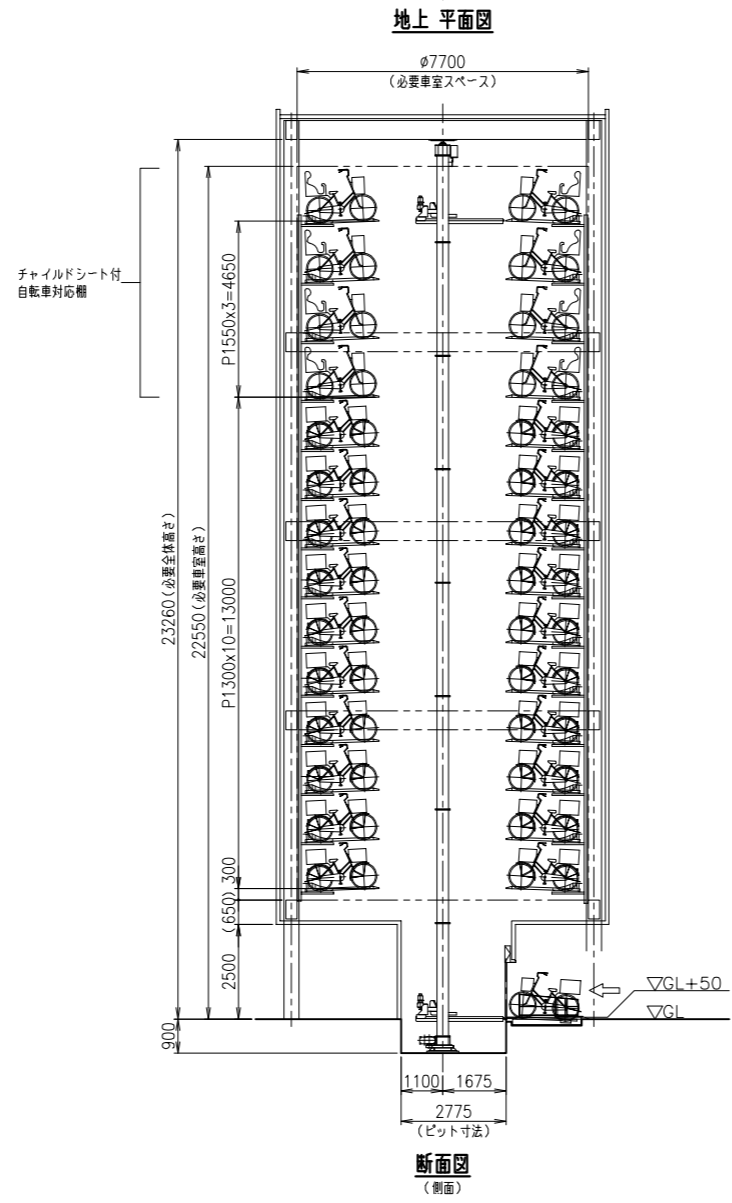 地上 平面図
ø7700
(必要車室スペース)
チャイルドシート付
自転車対応棚
P1550x3=4650
23260(必要全体高さ)
22550(必要車室高さ)
P1300x10=13000
300
(650)
2500
900
▽GL+50
▽GL
1100
1675
2775
(ピット寸法)
断面図
(側面)